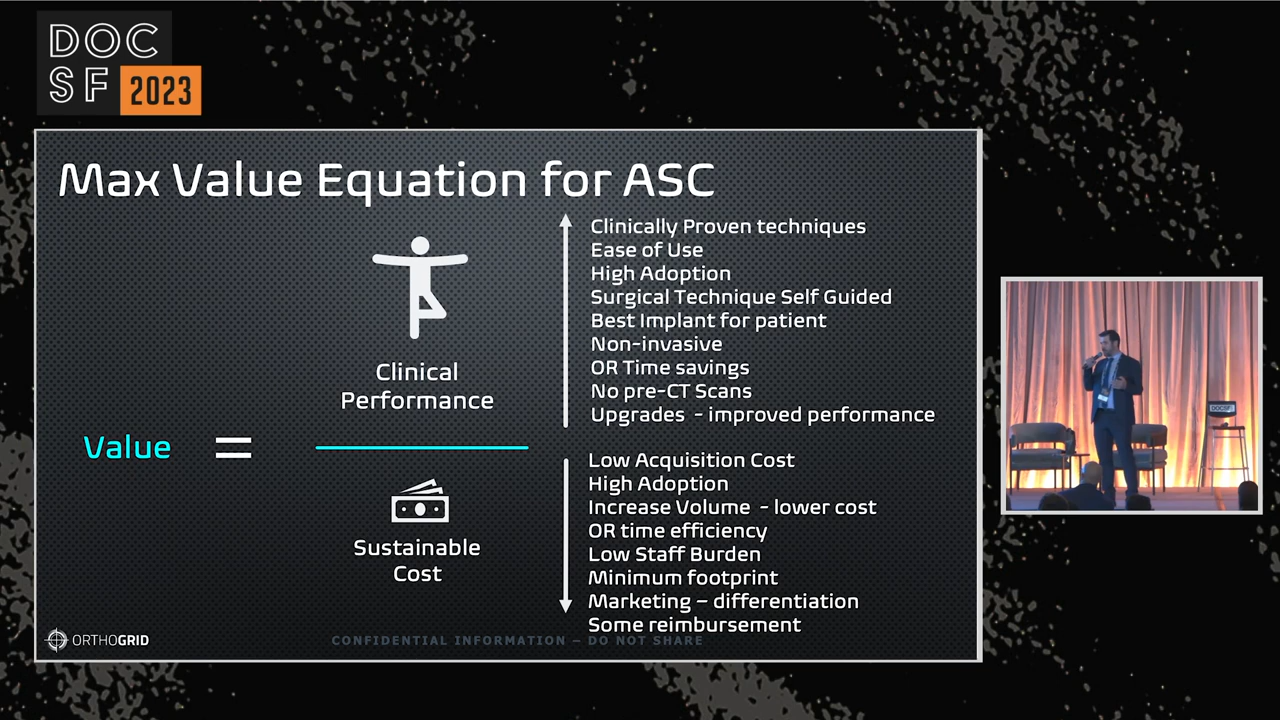 DOC
SF 2023
Max Value Equation for ASC
Clinically Proven techniques
Ease of Use
High Adoption
Surgical Technique Self Guided
Best Implant for patient
Non-invasive
OR Time savings
No pre-CT Scans
Upgrades - improved performance
Clinical
Performance
Value =
Sustainable
Cost
Low Acquisition Cost
High Adoption
Increase Volume - lower cost
OR time efficiency
Low Staff Burden
Minimum footprint
Marketing – differentiation
Some reimbursement
ORTHOGRID
CONFIDENTIAL INFORMATION – DO NOT SHARE
DOCSF